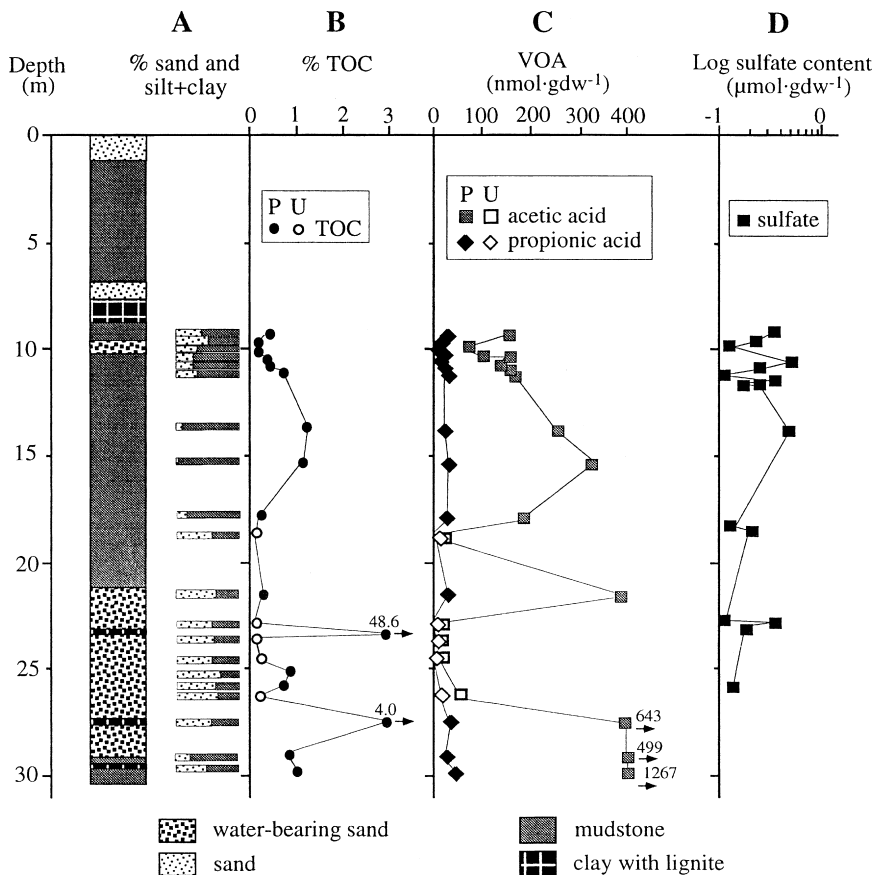 A B C D
Depth (m) % sand and silt+clay % TOC VOA (nmol·gdw-1) Log sulfate content (µmol·gdw-1)
0 1 2 3 0 100 200 300 400 -1 0
0
P U
TOC
P U
acetic acid
propionic acid
sulfate
5
10
15
20
48.6
25
4.0
643
499
30
1267
water-bearing sand
mudstone
sand
clay with lignite